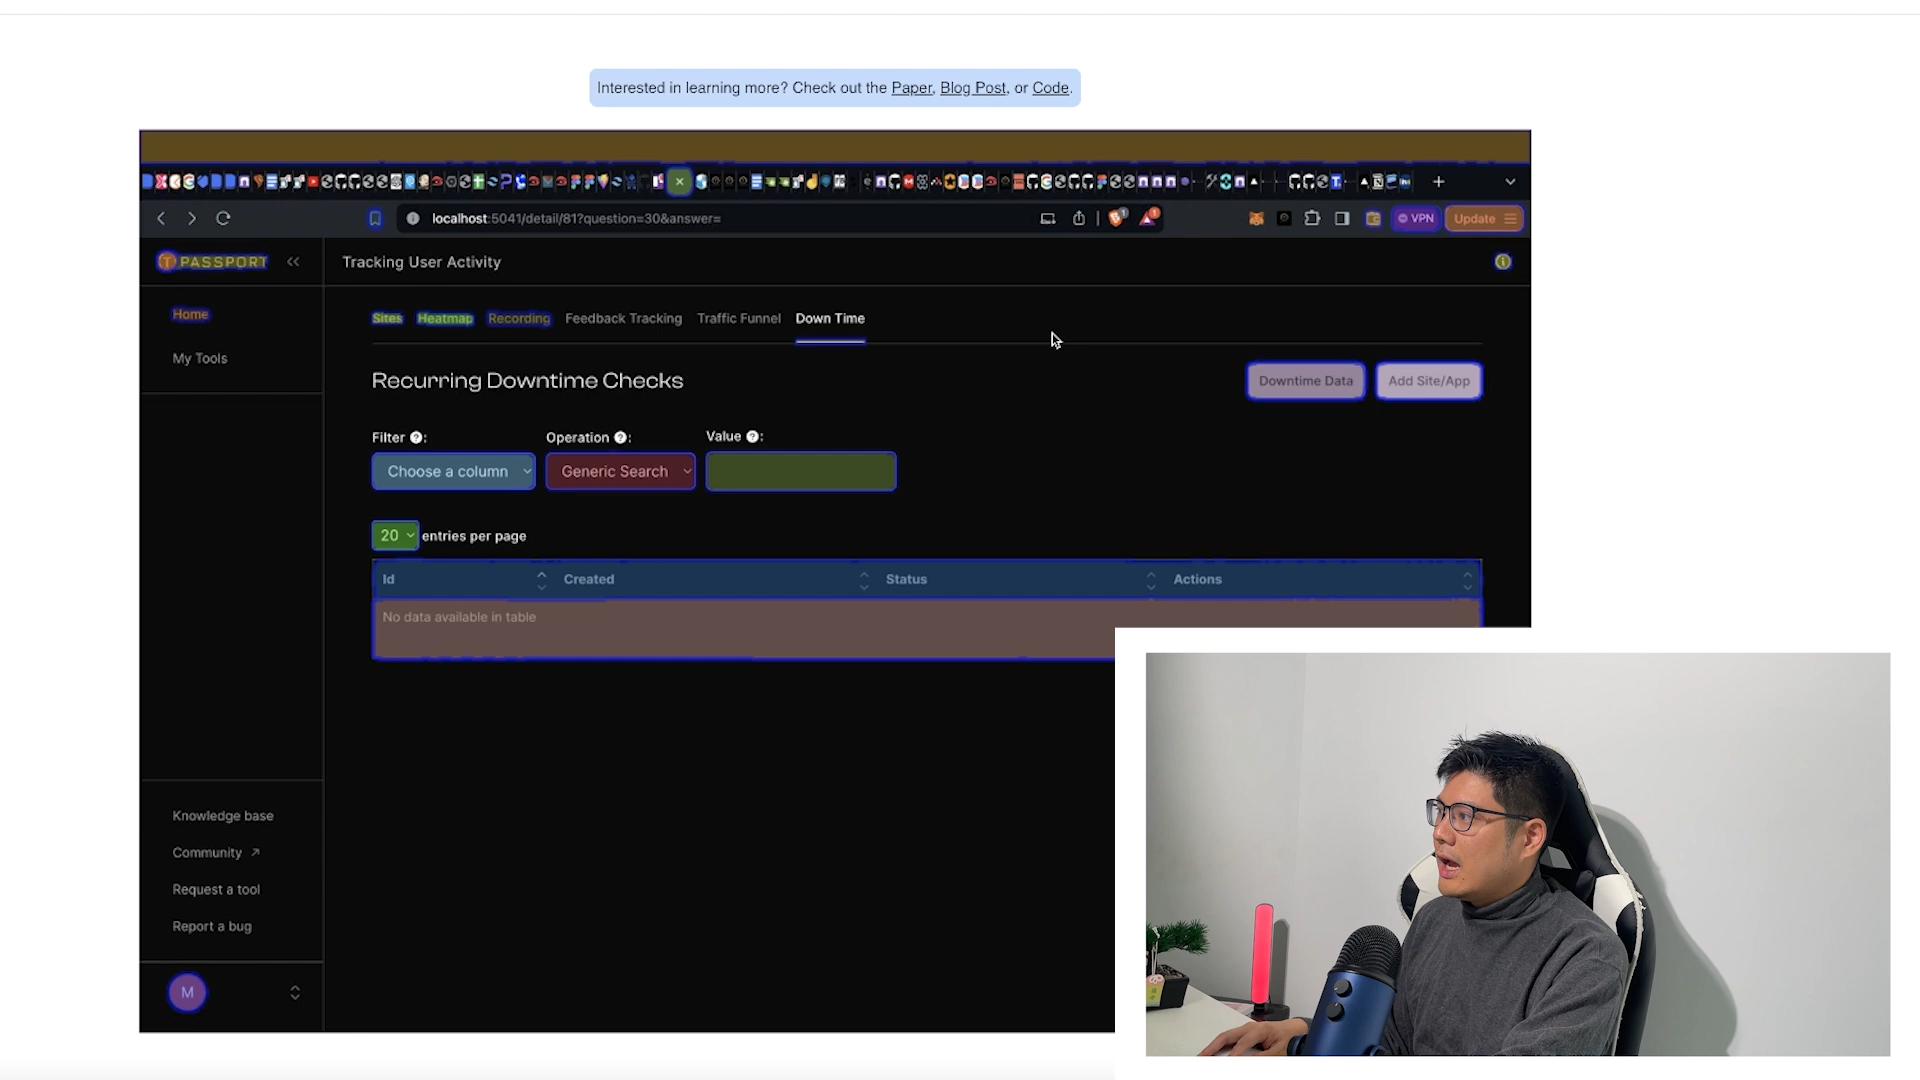 Interested in learning more? Check out the Paper, Blog Post, or Code.
localhost:5041/detail/81?question=30&answer=
VPN
Update
PASSPORT
Tracking User Activity
Home
My Tools
Sites Heatmap Recording Feedback Tracking Traffic Funnel Down Time
Recurring Downtime Checks
Downtime Data
Add Site/App
Filter ?:
Operation ?:
Value ?:
Choose a column
Generic Search
20 entries per page
Id Created Status Actions
No data available in table
Knowledge base
Community
Request a tool
Report a bug
M